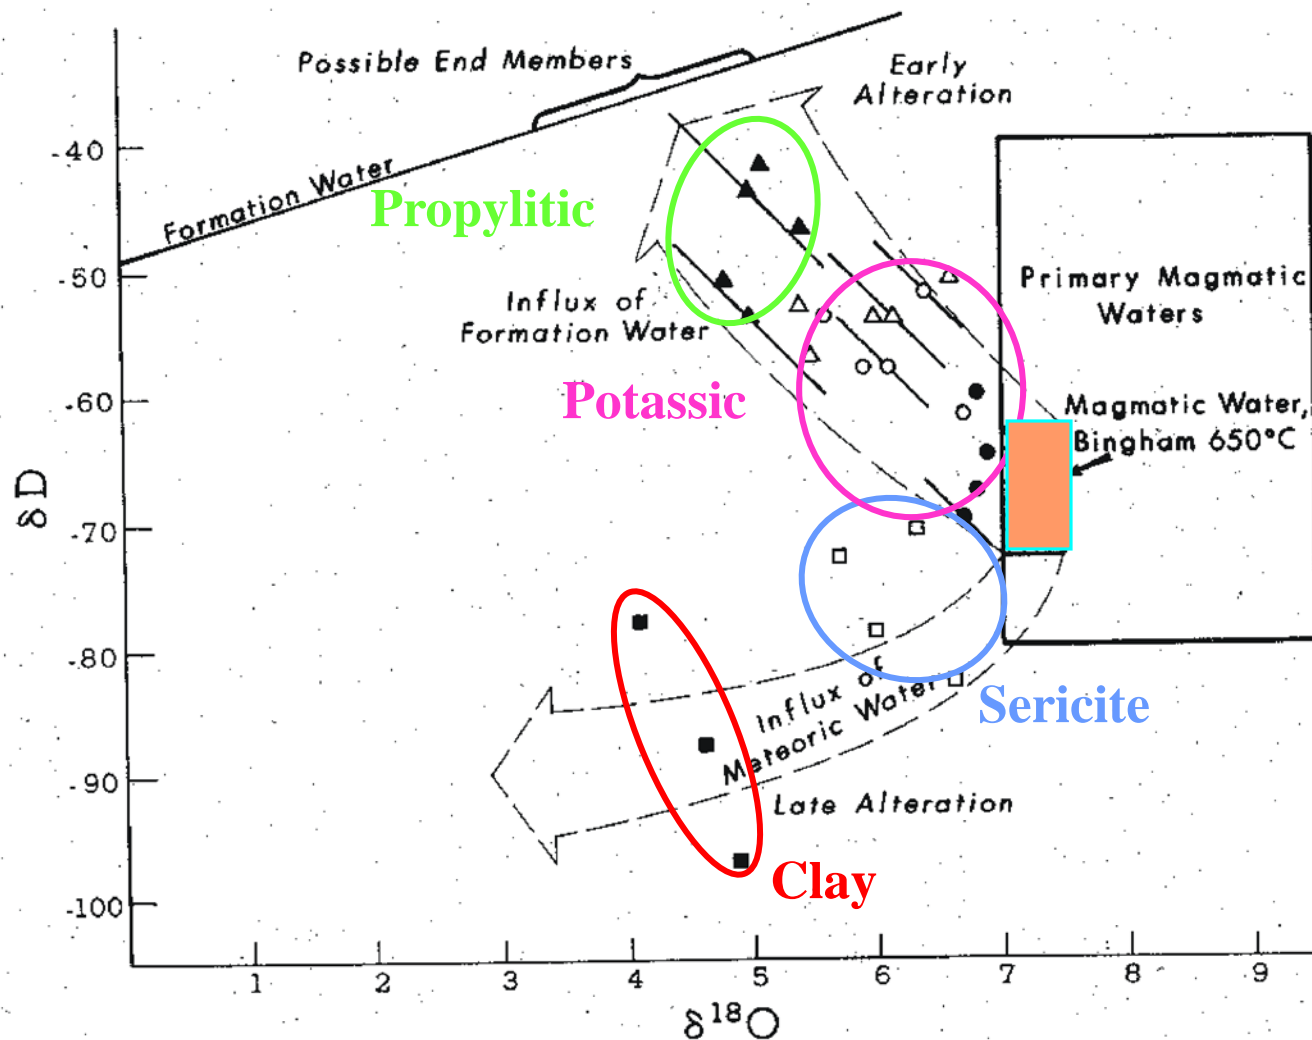 Possible End Members
Early
Alteration
-40
Formation Water
Propylitic
-50
Influx of
Formation Water
Primary Magmatic
Waters
Potassic
-60
Magmatic Water,
Bingham 650°C
δD
-70
-80
Influx of
Meteoric Water
Sericite
-90
Late Alteration
Clay
-100
1 2 3 4 5 6 7 8 9
δ¹⁸O